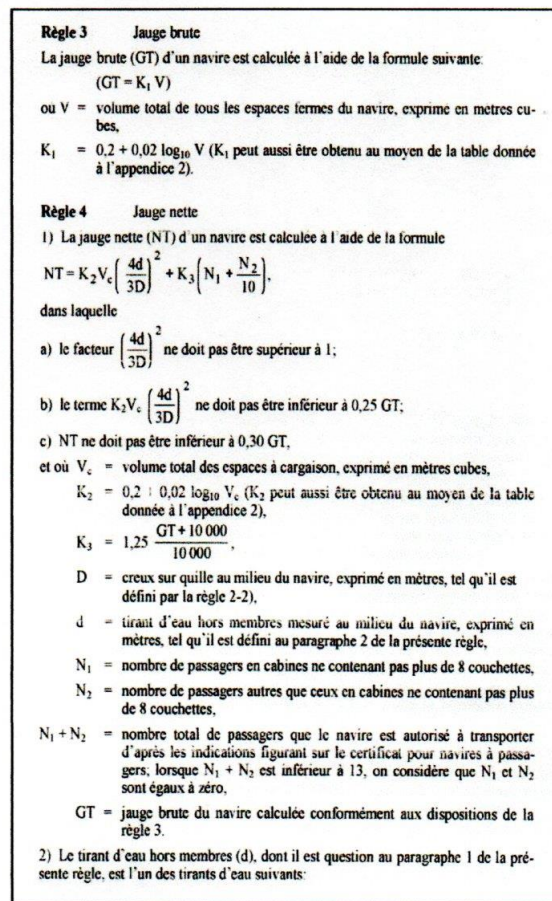 Règle 3 Jauge brute
La jauge brute (GT) d'un navire est calculée à l'aide de la formule suivante:
(GT = K₁ V)
où V = volume total de tous les espaces fermes du navire, exprime en metres cu-
bes,
K₁ = 0,2 + 0,02 log₁₀ V (K₁ peut aussi être obtenu au moyen de la table donnée
à l'appendice 2).
Règle 4 Jauge nette
1) La jauge nette (NT) d'un navire est calculée à l'aide de la formule
NT = K₂V꜀(4d/3D)² + K₃(N₁ + N₂/10),
dans laquelle
a) le facteur (4d/3D)² ne doit pas être supérieur à 1;
b) le terme K₂V꜀ (4d/3D)² ne doit pas être inférieur à 0,25 GT;
c) NT ne doit pas être inférieur à 0,30 GT,
et où V꜀ = volume total des espaces à cargaison, exprimé en mètres cubes,
K₂ = 0,2 + 0,02 log₁₀ V꜀ (K₂ peut aussi être obtenu au moyen de la table
donnée à l'appendice 2),
K₃ = 1,25 (GT + 10 000)/10 000,
D = creux sur quille au milieu du navire, exprimé en mètres, tel qu'il est
défini par la règle 2-2),
d = tirant d'eau hors membres mesuré au milieu du navire, exprimé en
mètres, tel qu'il est défini au paragraphe 2 de la présente règle,
N₁ = nombre de passagers en cabines ne contenant pas plus de 8 couchettes,
N₂ = nombre de passagers autres que ceux en cabines ne contenant pas plus
de 8 couchettes,
N₁ + N₂ = nombre total de passagers que le navire est autorisé à transporter
d'après les indications figurant sur le certificat pour navires à passa-
gers; lorsque N₁ + N₂ est inférieur à 13, on considère que N₁ et N₂
sont égaux à zéro,
GT = jauge brute du navire calculée conformément aux dispositions de la
règle 3.
2) Le tirant d'eau hors membres (d), dont il est question au paragraphe 1 de la pré-
sente règle, est l'un des tirants d'eau suivants: